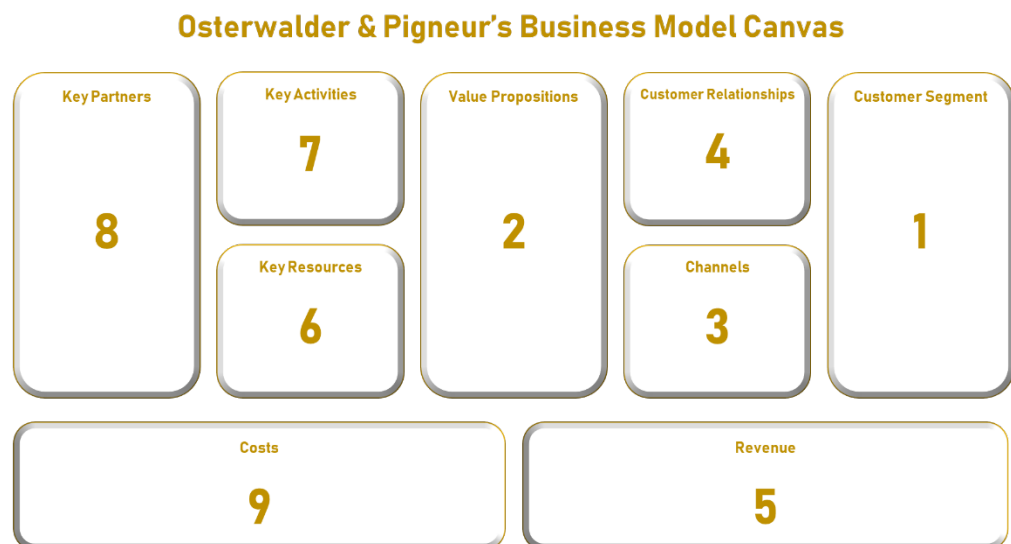 Osterwalder & Pigneur’s Business Model Canvas
Key Partners
8
Key Activities
7
Key Resources
6
Value Propositions
2
Customer Relationships
4
Channels
3
Customer Segment
1
Costs
9
Revenue
5